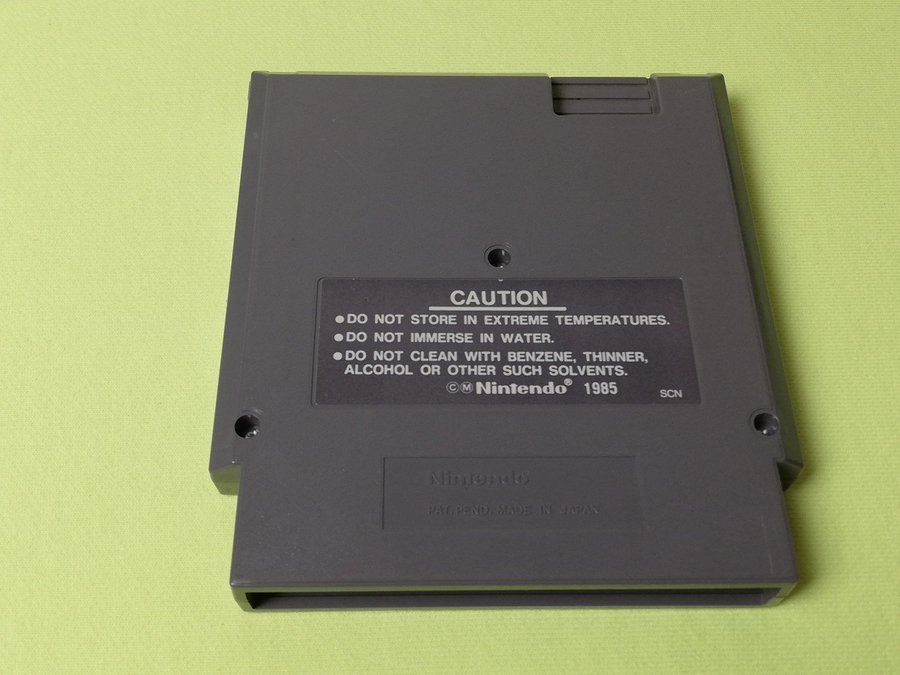 CAUTION
●DO NOT STORE IN EXTREME TEMPERATURES.
●DO NOT IMMERSE IN WATER.
●DO NOT CLEAN WITH BENZENE, THINNER,
ALCOHOL OR OTHER SUCH SOLVENTS.
©Ⓜ Nintendo® 1985
SCN
Nintendo
PAT. PEND. MADE IN JAPAN